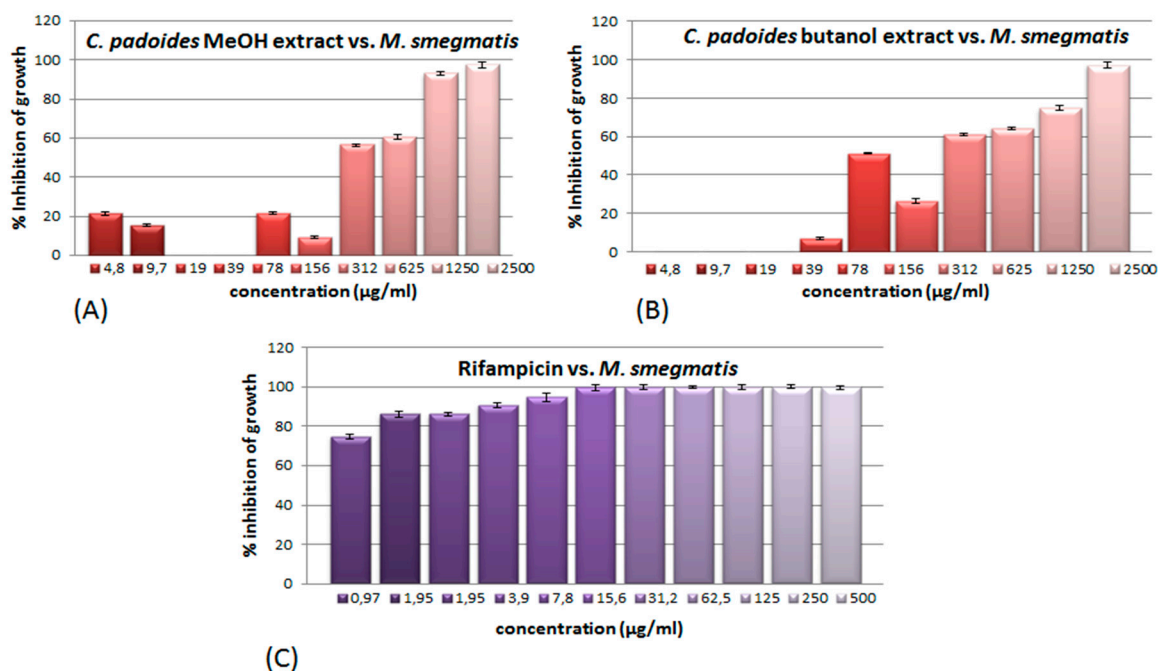 C. padoides MeOH extract vs. M. smegmatis
% Inhibition of growth
120
100
80
60
40
20
0
4,8 9,7 19 39 78 156 312 625 1250 2500
concentration (µg/ml)
(A)
C. padoides butanol extract vs. M. smegmatis
% Inhibition of growth
120
100
80
60
40
20
0
4,8 9,7 19 39 78 156 312 625 1250 2500
concentration (µg/ml)
(B)
Rifampicin vs. M. smegmatis
% inhibition of growth
120
100
80
60
40
20
0
0,97 1,95 1,95 3,9 7,8 15,6 31,2 62,5 125 250 500
concentration (µg/ml)
(C)